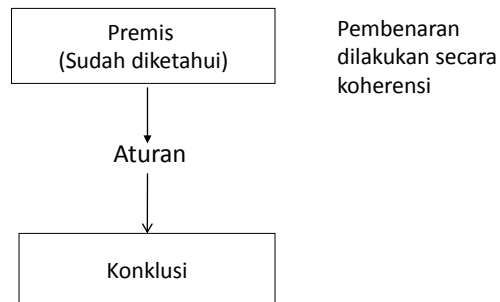 Premis
(Sudah diketahui)
Pembenaran
dilakukan secara
koherensi
Aturan
Konklusi